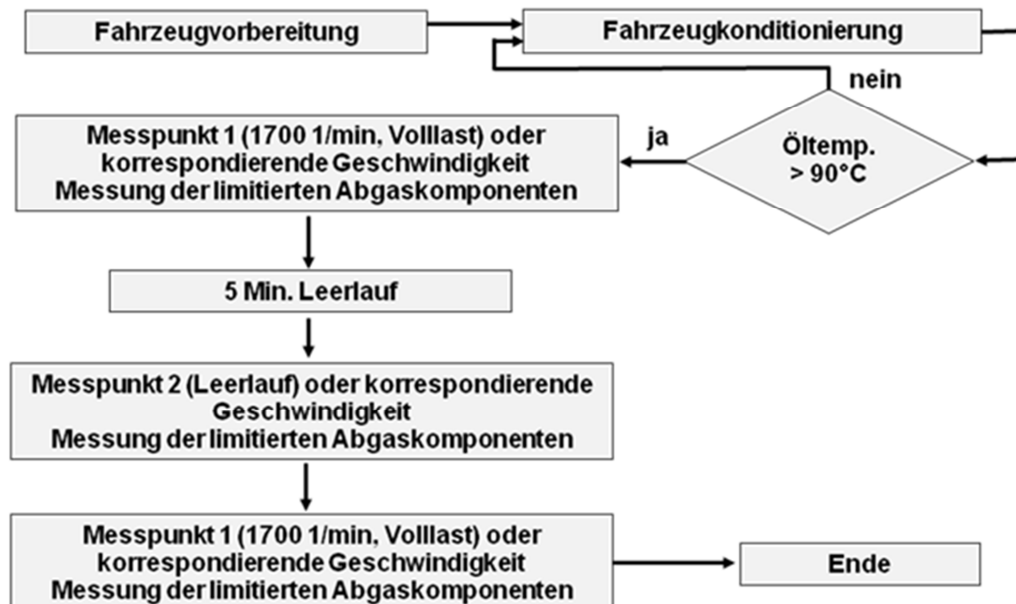 Fahrzeugvorbereitung
Fahrzeugkonditionierung
nein
Öltemp.
> 90°C
ja
Messpunkt 1 (1700 1/min, Volllast) oder
korrespondierende Geschwindigkeit
Messung der limitierten Abgaskomponenten
5 Min. Leerlauf
Messpunkt 2 (Leerlauf) oder korrespondierende
Geschwindigkeit
Messung der limitierten Abgaskomponenten
Messpunkt 1 (1700 1/min, Volllast) oder
korrespondierende Geschwindigkeit
Messung der limitierten Abgaskomponenten
Ende